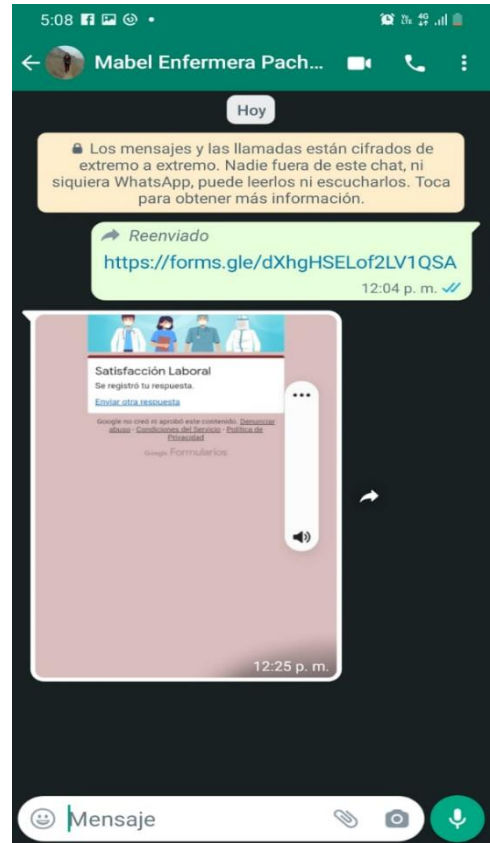 5:08
Mabel Enfermera Pach...
Hoy
Los mensajes y las llamadas están cifrados de
extremo a extremo. Nadie fuera de este chat, ni
siquiera WhatsApp, puede leerlos ni escucharlos. Toca
para obtener más información.
Reenviado
https://forms.gle/dXhgHSELof2LV1QSA
12:04 p. m.
Satisfacción Laboral
Se registró tu respuesta.
Enviar otra respuesta
Google no creó ni aprobó este contenido. Denunciar
abuso - Condiciones del Servicio - Política de
Privacidad
Google Formularios
12:25 p. m.
Mensaje